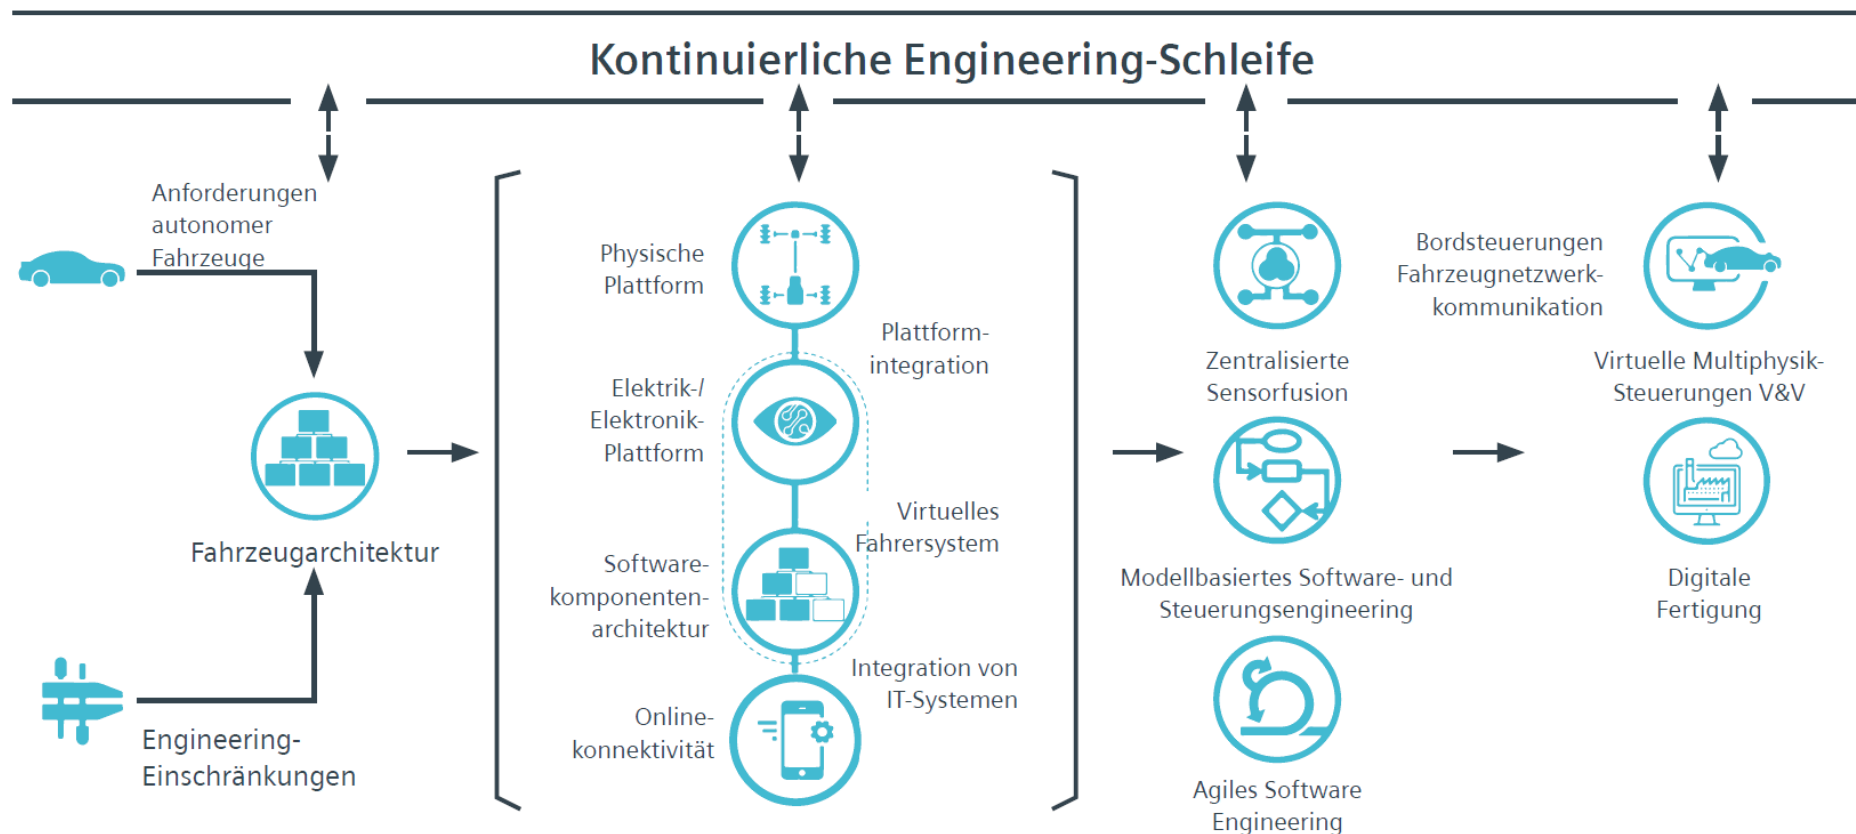 Kontinuierliche Engineering-Schleife
Anforderungen
autonomer
Fahrzeuge
Fahrzeugarchitektur
Engineering-
Einschränkungen
Physische
Plattform
Plattform-
integration
Elektrik-/
Elektronik-
Plattform
Virtuelles
Fahrersystem
Software-
komponenten-
architektur
Integration von
IT-Systemen
Online-
konnektivität
Zentralisierte
Sensorfusion
Modellbasiertes Software- und
Steuerungsengineering
Agiles Software
Engineering
Bordsteuerungen
Fahrzeugnetzwerk-
kommunikation
Virtuelle Multiphysik-
Steuerungen V&V
Digitale
Fertigung